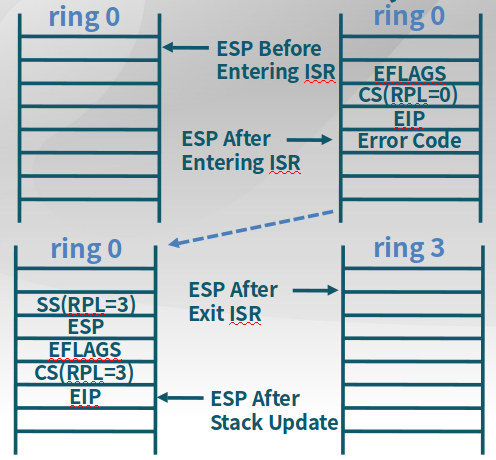 ring 0
ESP Before
Entering ISR
ESP After
Entering ISR
ring 0
EFLAGS
CS(RPL=0)
EIP
Error Code
ring 0
SS(RPL=3)
ESP
EFLAGS
CS(RPL=3)
EIP
ESP After
Exit ISR
ESP After
Stack Update
ring 3